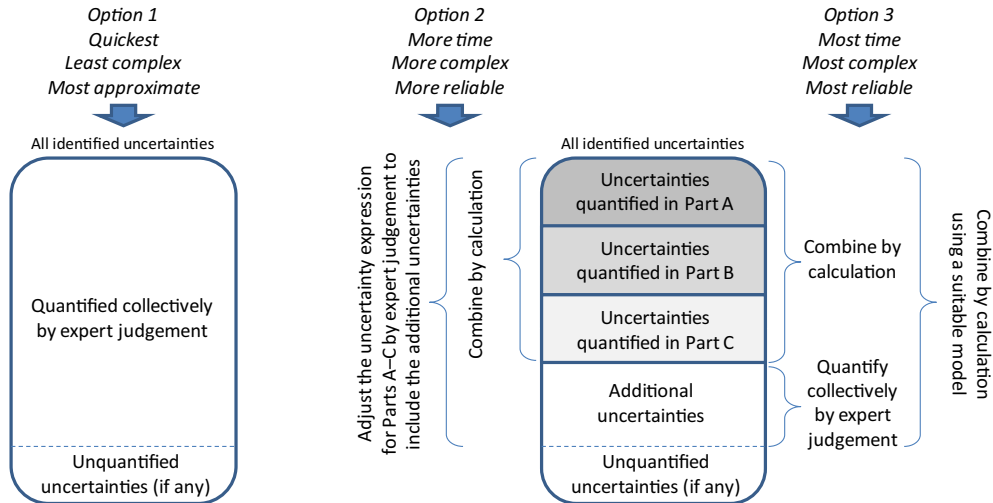 Option 1
Quickest
Least complex
Most approximate
All identified uncertainties
Quantified collectively
by expert judgement
Unquantified
uncertainties (if any)
Option 2
More time
More complex
More reliable
Adjust the uncertainty expression
for Parts A–C by expert judgement to
include the additional uncertainties
Combine by calculation
All identified uncertainties
Uncertainties
quantified in Part A
Uncertainties
quantified in Part B
Uncertainties
quantified in Part C
Additional
uncertainties
Unquantified
uncertainties (if any)
Option 3
Most time
Most complex
Most reliable
Combine by
calculation
Quantify
collectively
by expert
judgement
Combine by calculation
using a suitable model